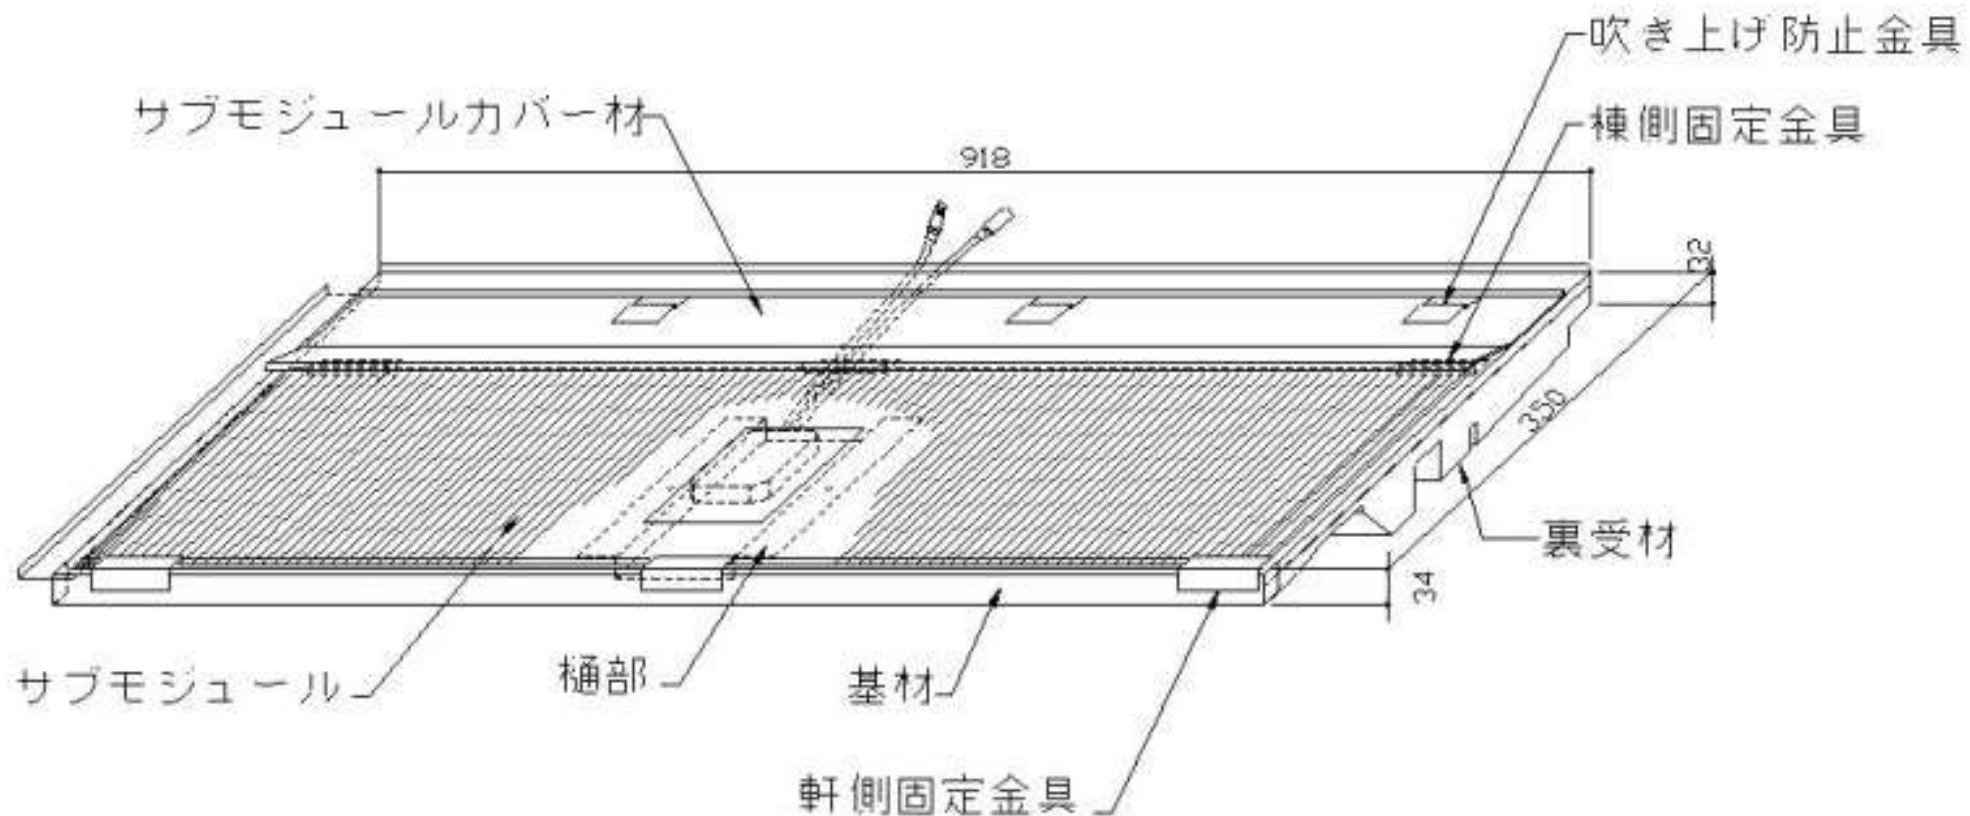 吹き上げ防止金具
サブモジュールカバー材
棟側固定金具
918
32
350
裏受材
34
サブモジュール
樋部
基材
軒側固定金具